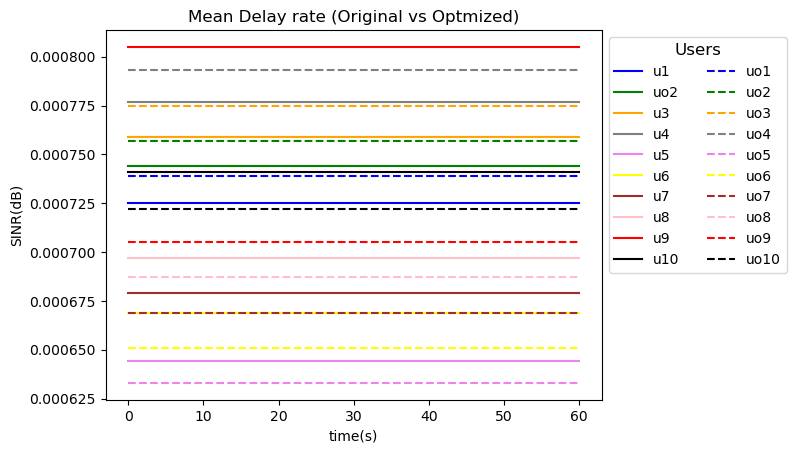 Mean Delay rate (Original vs Optmized)
0.000800
0.000775
0.000750
0.000725
0.000700
0.000675
0.000650
0.000625
SINR(dB)
0 10 20 30 40 50 60
time(s)
Users
u1 uo1
uo2 uo2
u3 uo3
u4 uo4
u5 uo5
u6 uo6
u7 uo7
u8 uo8
u9 uo9
u10 uo10